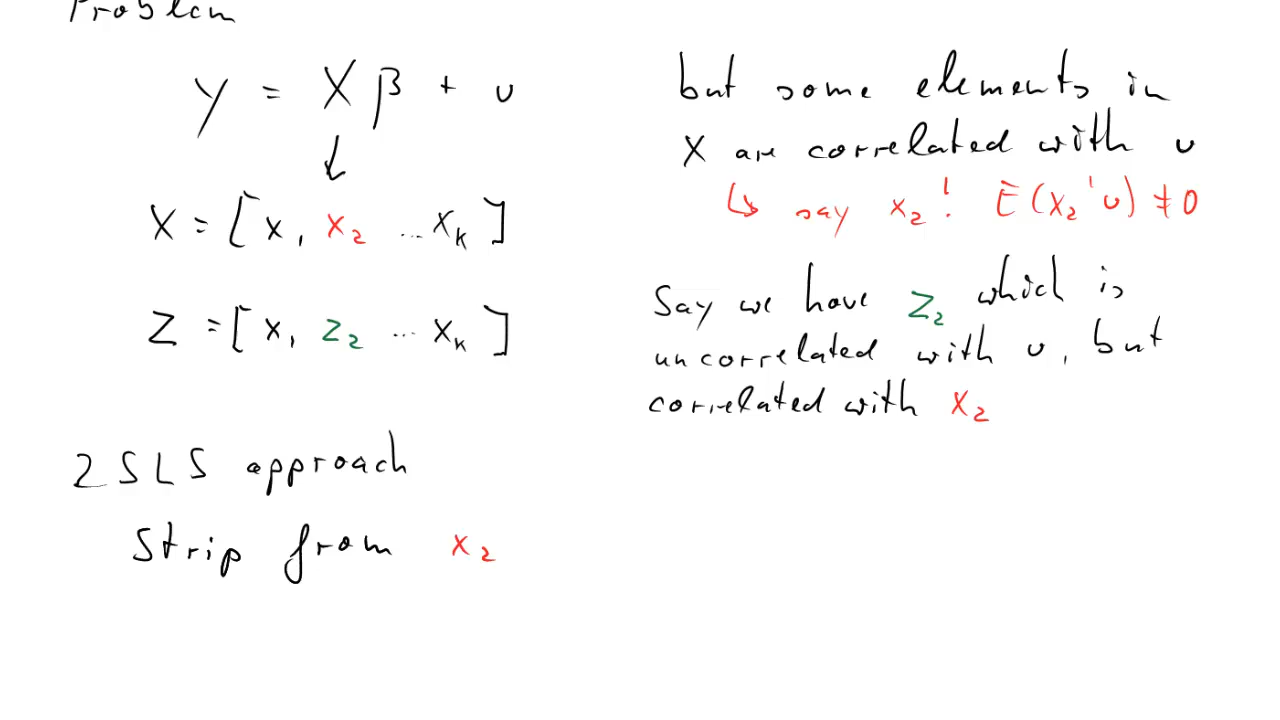 Problem
y = Xβ + u
↓
X = [x₁ x₂ ... xₖ]
Z = [x₁ z₂ ... xₖ]
2SLS approach
Strip from x₂
but some elements in
X are correlated with u
↳ say x₂! E(x₂'u) ≠ 0
Say we have z₂ which is
uncorrelated with u, but
correlated with x₂